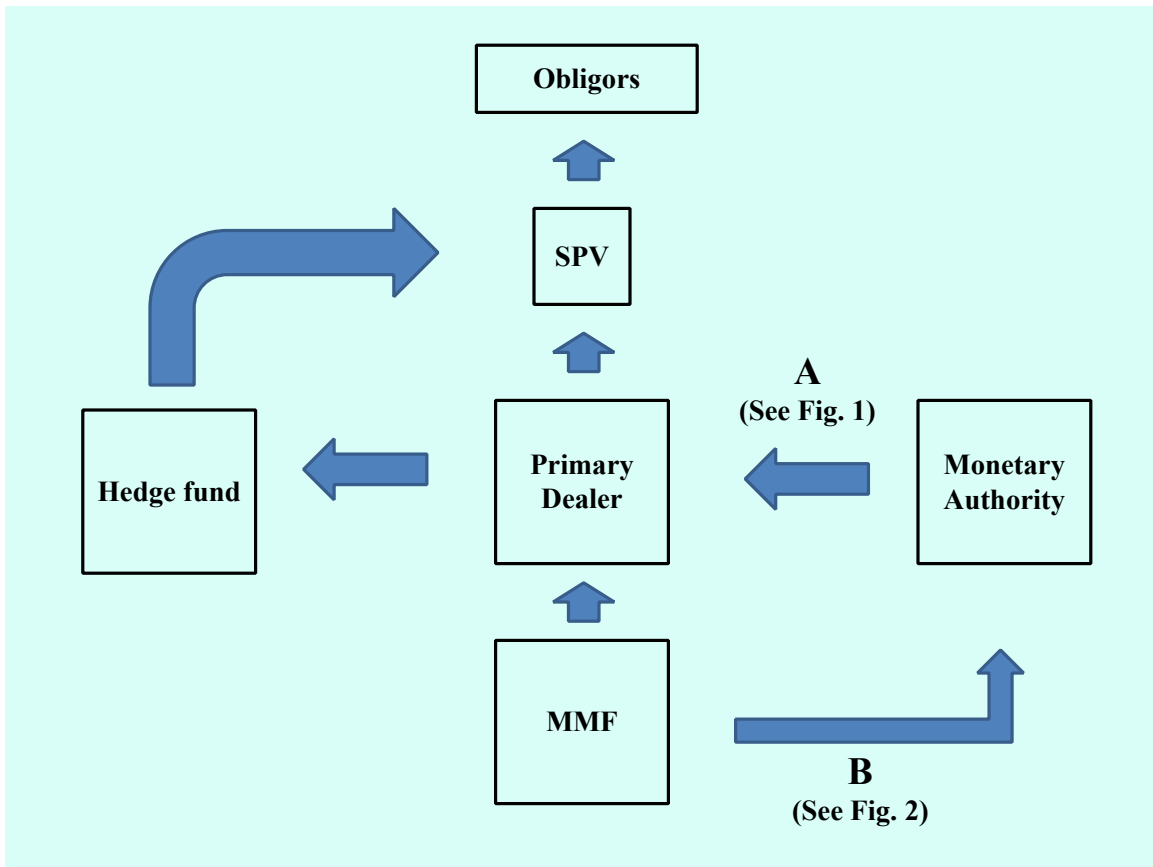 Obligors
SPV
A
(See Fig. 1)
Hedge fund
Primary
Dealer
Monetary
Authority
MMF
B
(See Fig. 2)